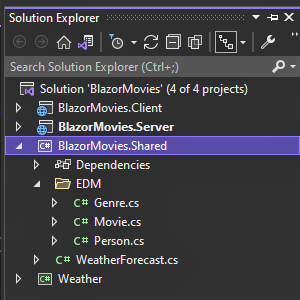 Solution Explorer
Search Solution Explorer (Ctrl+;)
Solution 'BlazorMovies' (4 of 4 projects)
BlazorMovies.Client
BlazorMovies.Server
C# BlazorMovies.Shared
Dependencies
EDM
C# Genre.cs
C# Movie.cs
C# Person.cs
C# WeatherForecast.cs
C# Weather